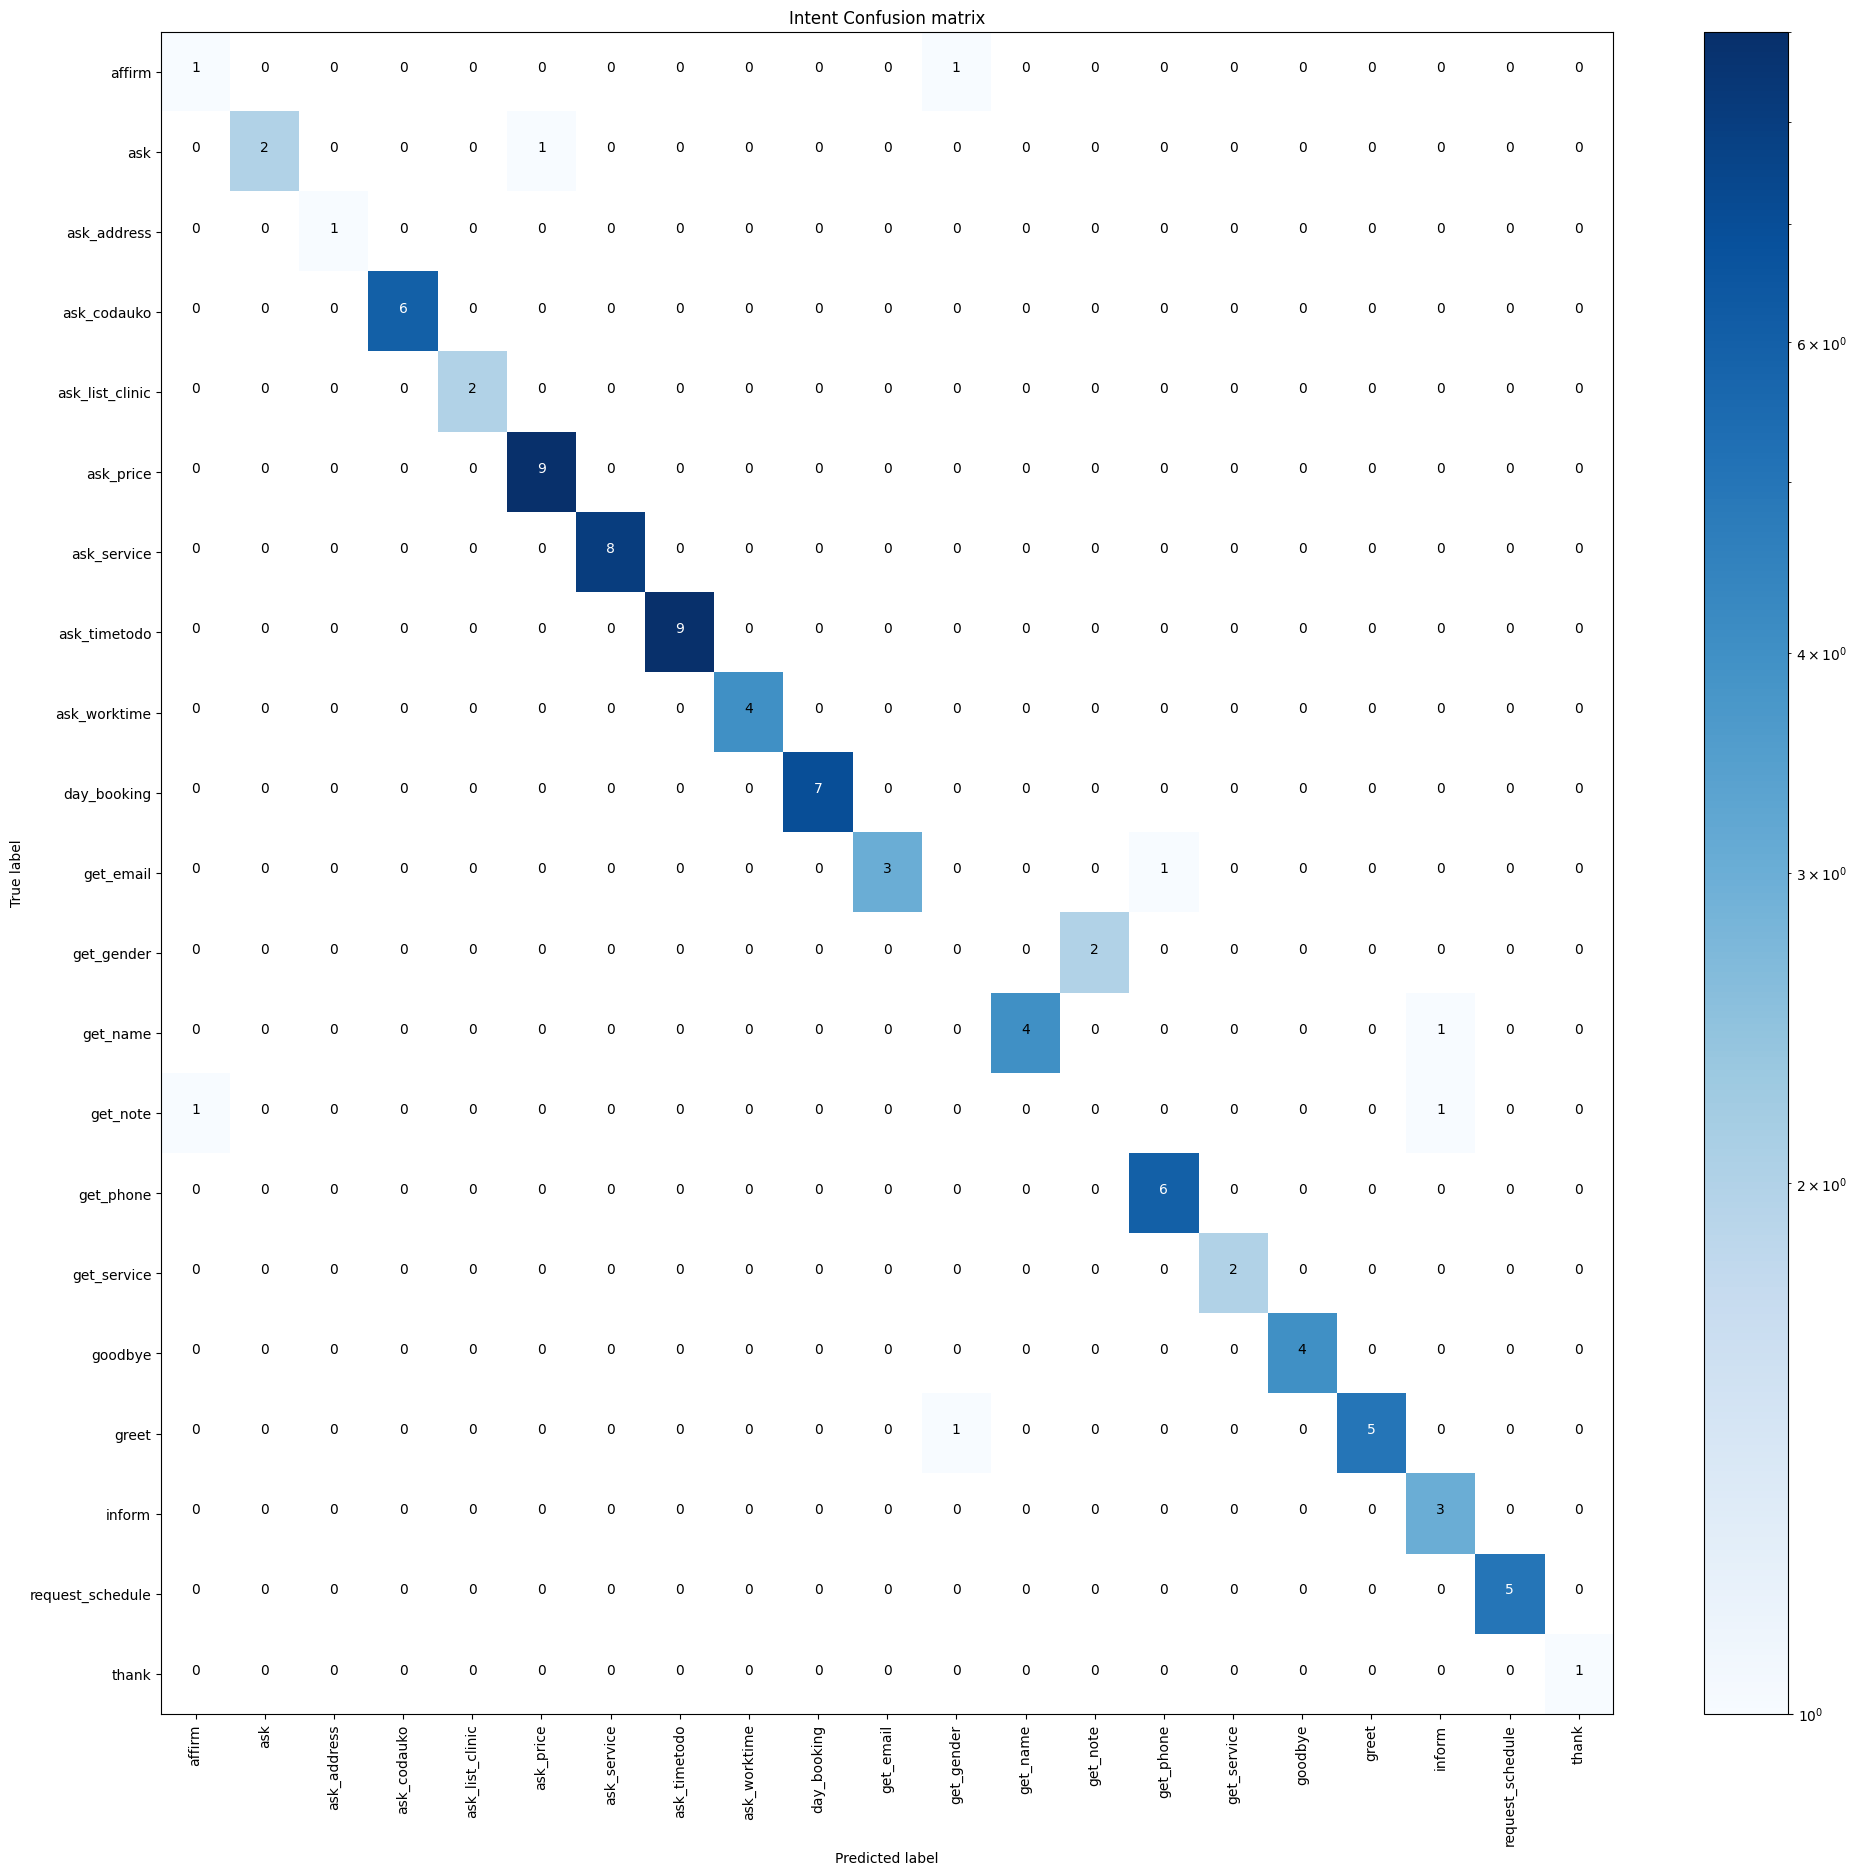 Intent Confusion matrix
affirm 1 0 0 0 0 0 0 0 0 0 0 1 0 0 0 0 0 0 0 0 0
ask 0 2 0 0 0 1 0 0 0 0 0 0 0 0 0 0 0 0 0 0 0
ask_address 0 0 1 0 0 0 0 0 0 0 0 0 0 0 0 0 0 0 0 0 0
ask_codauko 0 0 0 6 0 0 0 0 0 0 0 0 0 0 0 0 0 0 0 0 0
ask_list_clinic 0 0 0 0 2 0 0 0 0 0 0 0 0 0 0 0 0 0 0 0 0
ask_price 0 0 0 0 0 9 0 0 0 0 0 0 0 0 0 0 0 0 0 0 0
ask_service 0 0 0 0 0 0 8 0 0 0 0 0 0 0 0 0 0 0 0 0 0
ask_timetodo 0 0 0 0 0 0 0 9 0 0 0 0 0 0 0 0 0 0 0 0 0
ask_worktime 0 0 0 0 0 0 0 0 4 0 0 0 0 0 0 0 0 0 0 0 0
day_booking 0 0 0 0 0 0 0 0 0 7 0 0 0 0 0 0 0 0 0 0 0
get_email 0 0 0 0 0 0 0 0 0 0 3 0 0 0 1 0 0 0 0 0 0
get_gender 0 0 0 0 0 0 0 0 0 0 0 0 0 2 0 0 0 0 0 0 0
get_name 0 0 0 0 0 0 0 0 0 0 0 0 4 0 0 0 0 0 1 0 0
get_note 1 0 0 0 0 0 0 0 0 0 0 0 0 0 0 0 0 0 1 0 0
get_phone 0 0 0 0 0 0 0 0 0 0 0 0 0 0 6 0 0 0 0 0 0
get_service 0 0 0 0 0 0 0 0 0 0 0 0 0 0 0 2 0 0 0 0 0
goodbye 0 0 0 0 0 0 0 0 0 0 0 0 0 0 0 0 4 0 0 0 0
greet 0 0 0 0 0 0 0 0 0 0 0 1 0 0 0 0 0 5 0 0 0
inform 0 0 0 0 0 0 0 0 0 0 0 0 0 0 0 0 0 0 3 0 0
request_schedule 0 0 0 0 0 0 0 0 0 0 0 0 0 0 0 0 0 0 0 5 0
thank 0 0 0 0 0 0 0 0 0 0 0 0 0 0 0 0 0 0 0 0 1
True label
affirm
ask
ask_address
ask_codauko
ask_list_clinic
ask_price
ask_service
ask_timetodo
ask_worktime
day_booking
get_email
get_gender
get_name
get_note
get_phone
get_service
goodbye
greet
inform
request_schedule
thank
Predicted label
6 × 10⁰
4 × 10⁰
3 × 10⁰
2 × 10⁰
10⁰